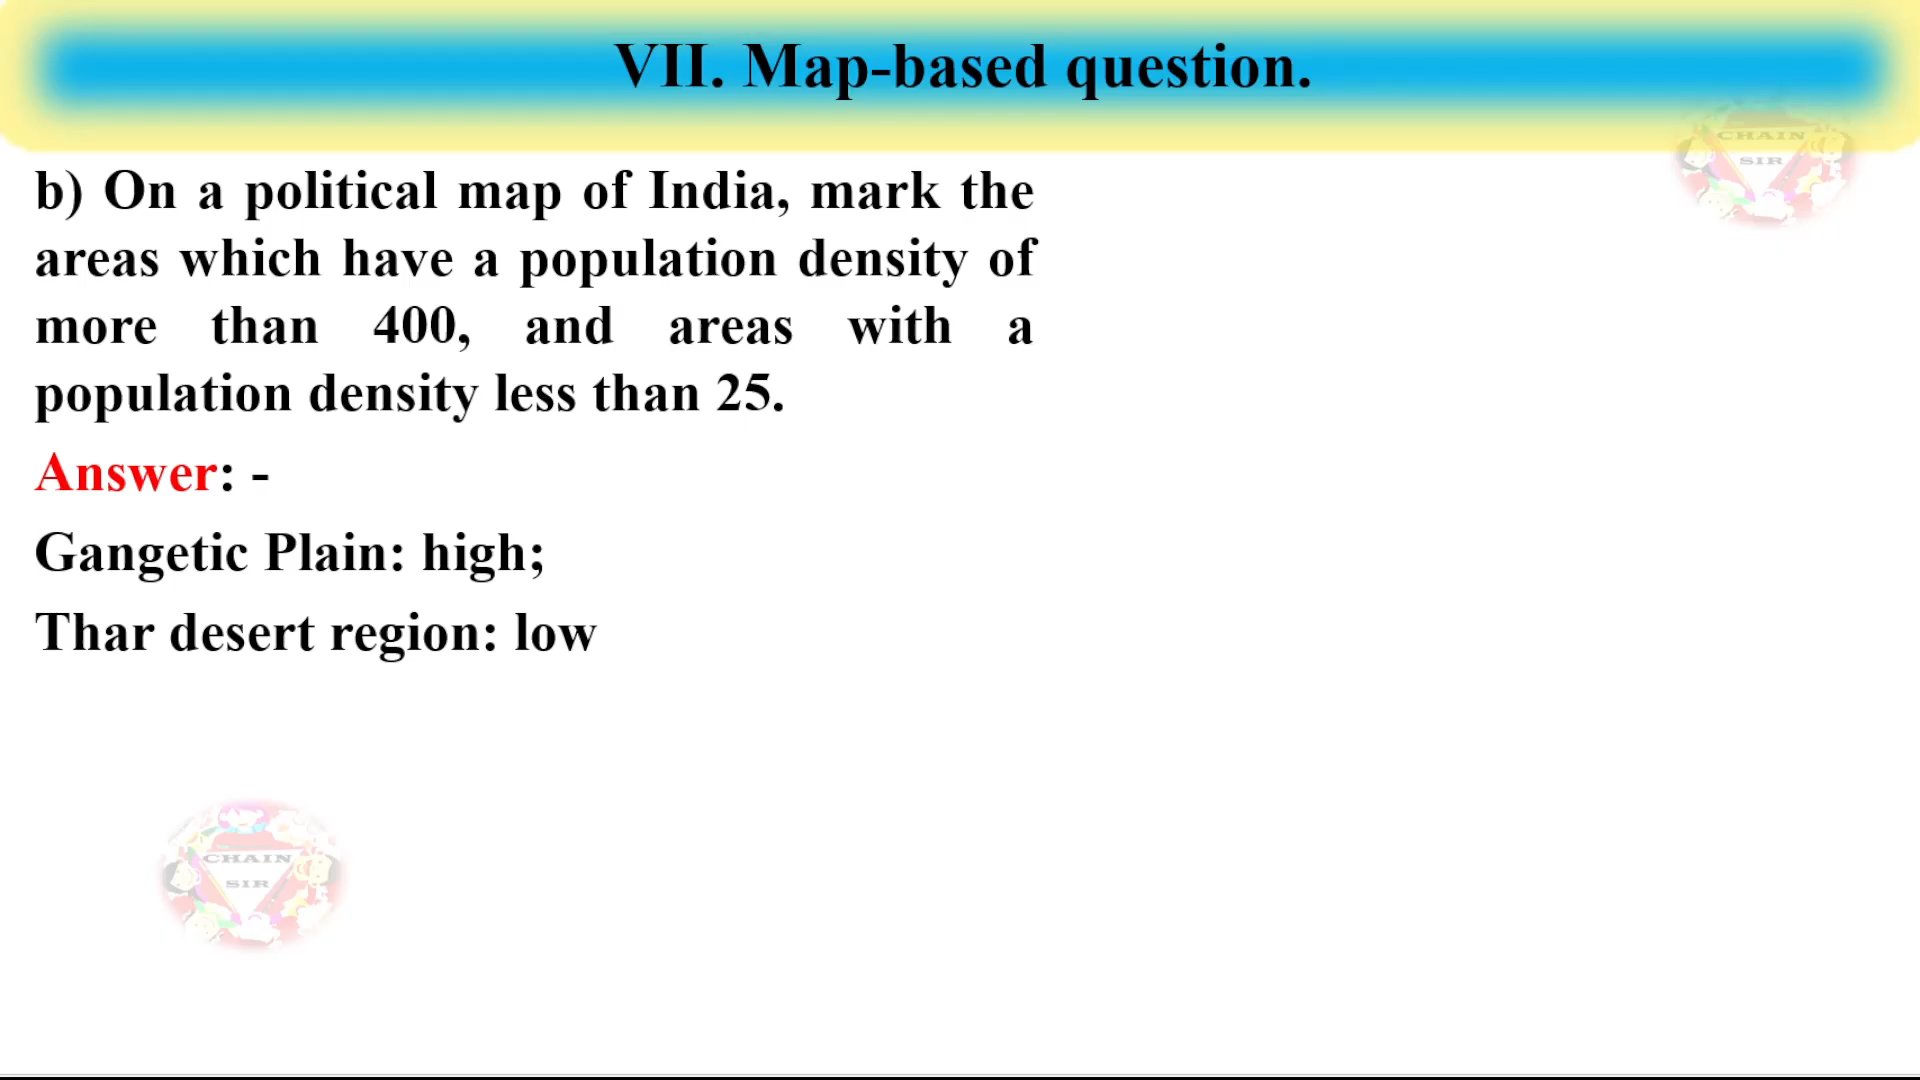 VII. Map-based question.
CHAIN
SIR
b) On a political map of India, mark the
areas which have a population density of
more than 400, and areas with a
population density less than 25.
Answer: -
Gangetic Plain: high;
Thar desert region: low
CHAIN
SIR